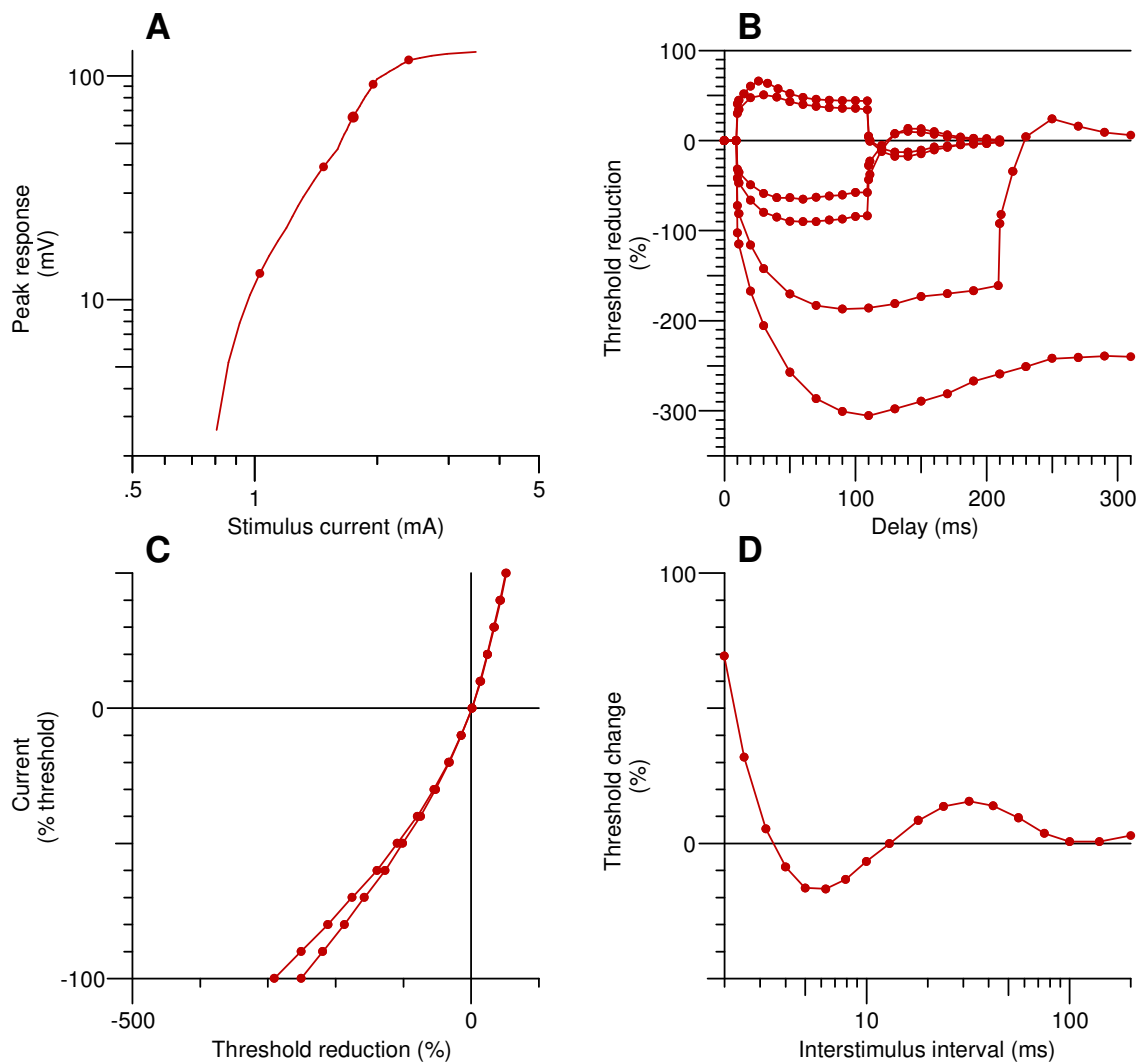 A
100
10
Peak response
(mV)
.5
1
5
Stimulus current (mA)
B
100
0
-100
-200
-300
Threshold reduction
(%)
0
100
200
300
Delay (ms)
C
0
-100
Current
(% threshold)
-500
0
Threshold reduction (%)
D
100
0
Threshold change
(%)
10
100
Interstimulus interval (ms)